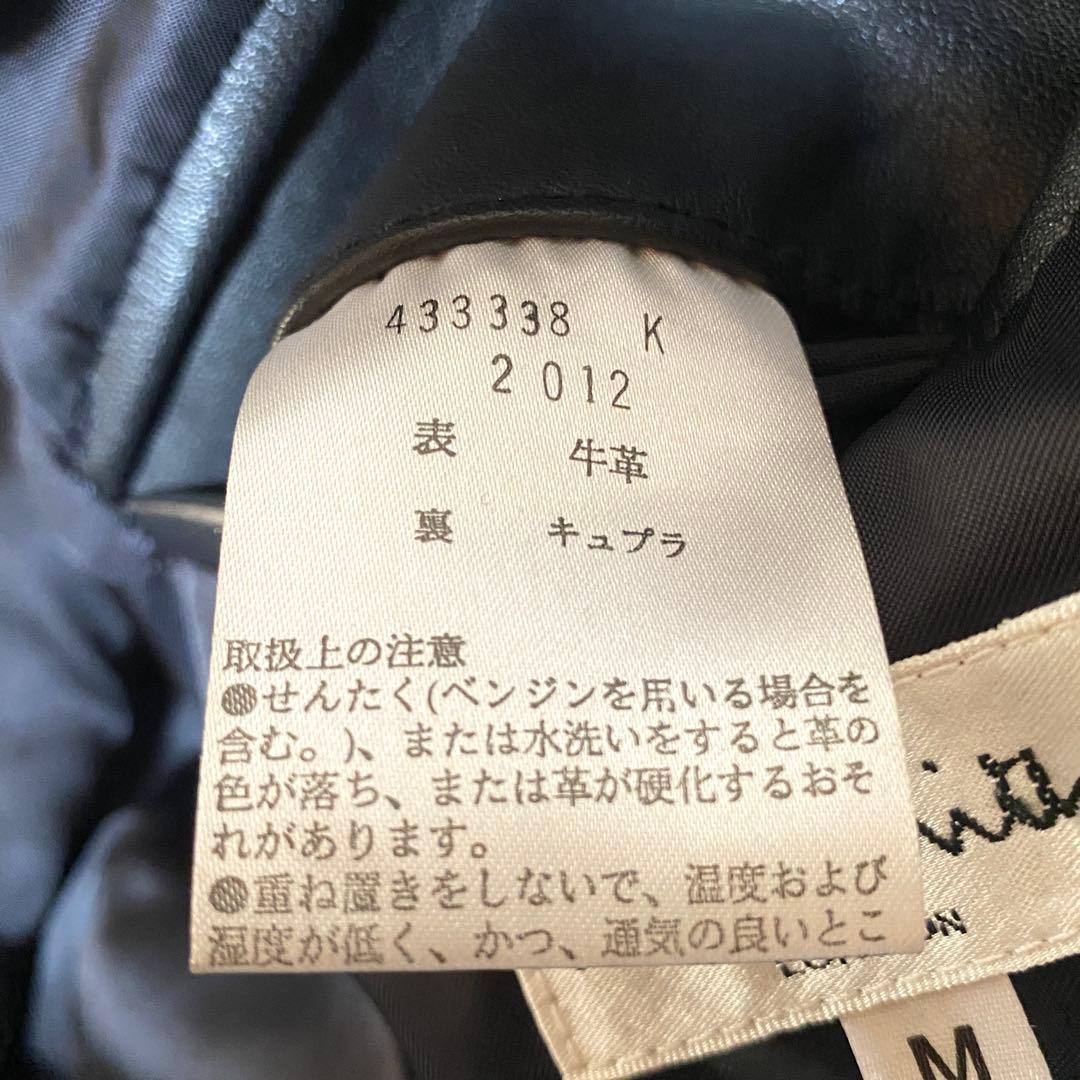 433338 K
2012
表 牛革
裏 キュプラ
取扱上の注意
●せんたく(ベンジンを用いる場合を
含む。)、または水洗いをすると革の
色が落ち、または革が硬化するおそ
れがあります。
●重ね置きをしないで、温度および
湿度が低く、かつ、通気の良いとこ
M